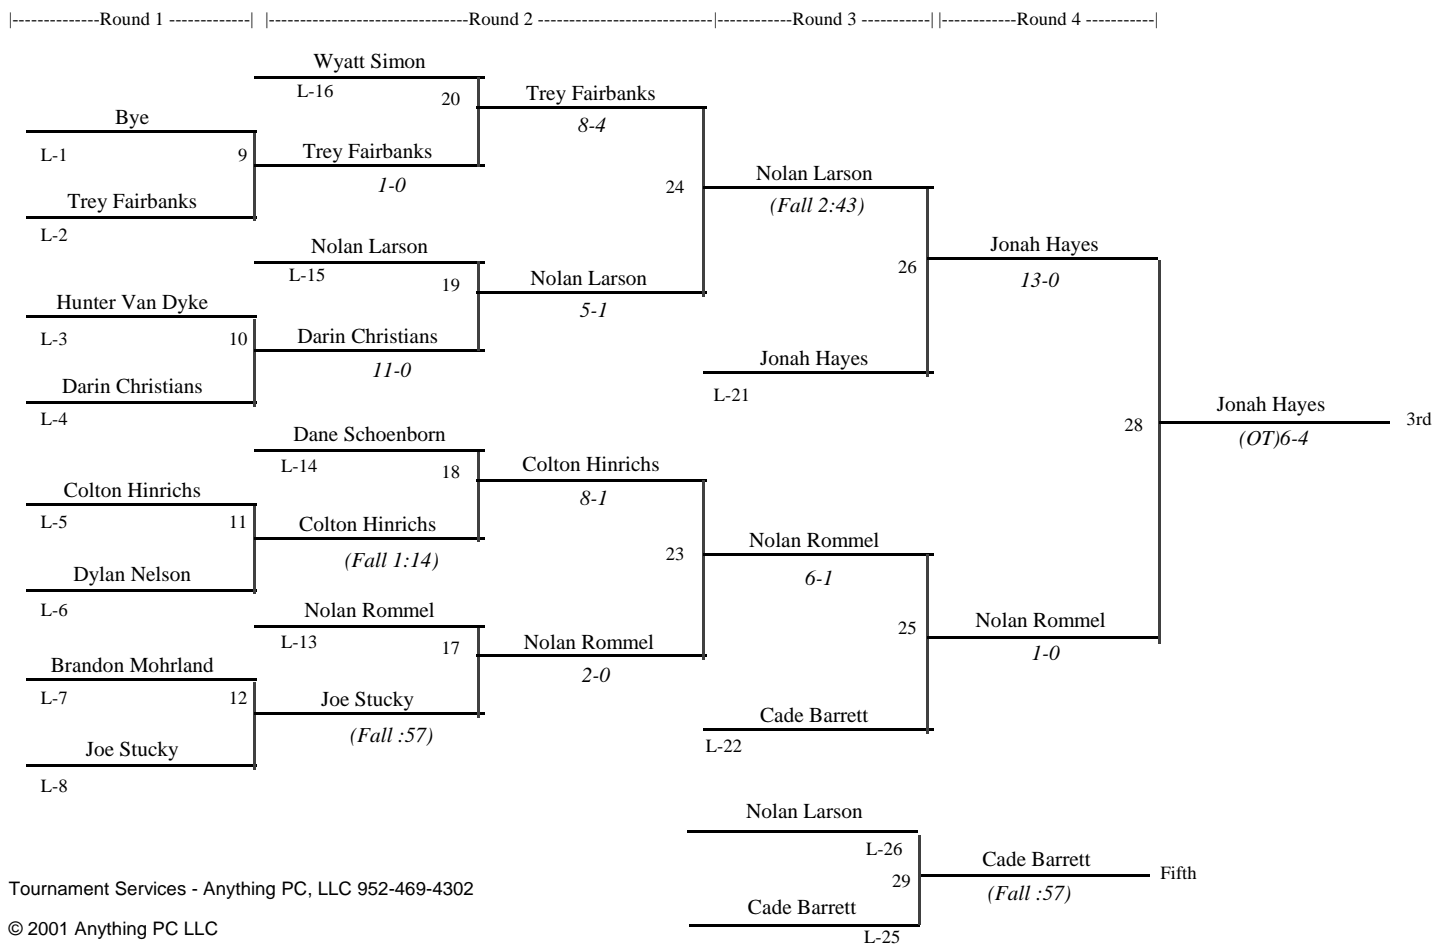 |--------------Round 1 -------------| |--------------------------------Round 2 ----------------------------|------------Round 3 -----------| |------------Round 4 -----------|
Wyatt Simon
L-16
20
Trey Fairbanks
8-4
Bye
L-1
9
Trey Fairbanks
1-0
Trey Fairbanks
L-2
24
Nolan Larson
(Fall 2:43)
Nolan Larson
L-15
19
Nolan Larson
5-1
Hunter Van Dyke
L-3
10
Darin Christians
11-0
Darin Christians
L-4
26
Jonah Hayes
13-0
Jonah Hayes
L-21
28
Jonah Hayes
(OT)6-4
3rd
Dane Schoenborn
L-14
18
Colton Hinrichs
8-1
Colton Hinrichs
L-5
11
Colton Hinrichs
(Fall 1:14)
Dylan Nelson
L-6
23
Nolan Rommel
6-1
Nolan Rommel
L-13
17
Nolan Rommel
2-0
Brandon Mohrland
L-7
12
Joe Stucky
(Fall :57)
Joe Stucky
L-8
25
Nolan Rommel
1-0
Cade Barrett
L-22
Nolan Larson
L-26
29
Cade Barrett
(Fall :57)
Fifth
Cade Barrett
L-25
Tournament Services - Anything PC, LLC 952-469-4302
© 2001 Anything PC LLC